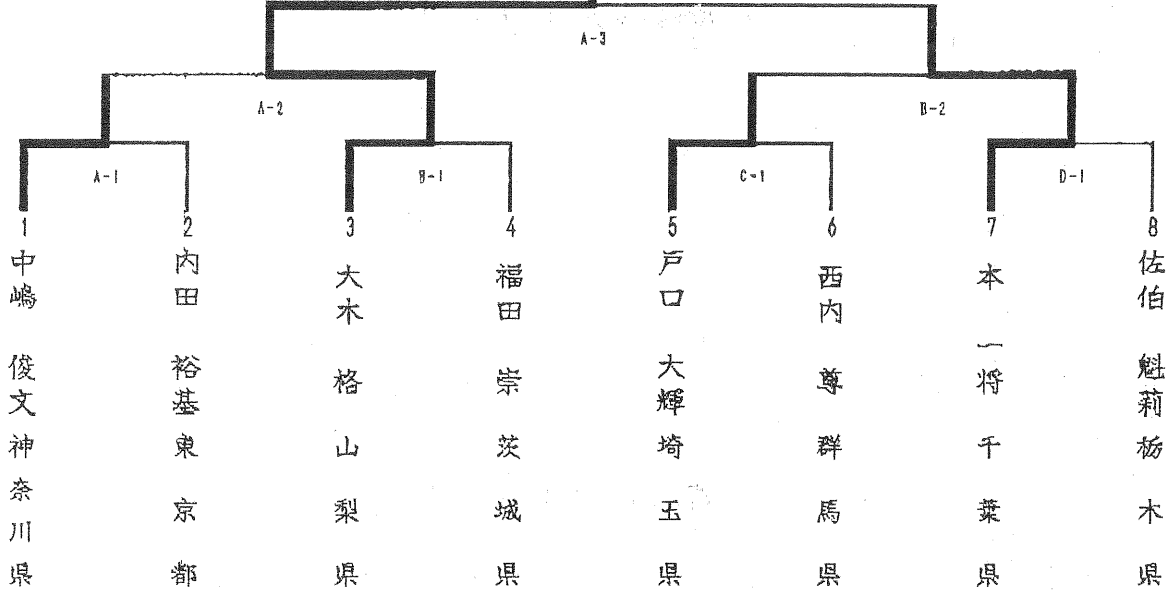 A-3
A-2
B-2
A-1
B-1
C-1
D-1
1
2
3
4
5
6
7
8
中嶋 俊文 神奈川県
内田 裕基 東京都
大木 格 山梨県
福田 崇 茨城県
戸口 大輝 埼玉県
西内 尊 群馬県
本 一将 千葉県
佐伯 魁莉 栃木県